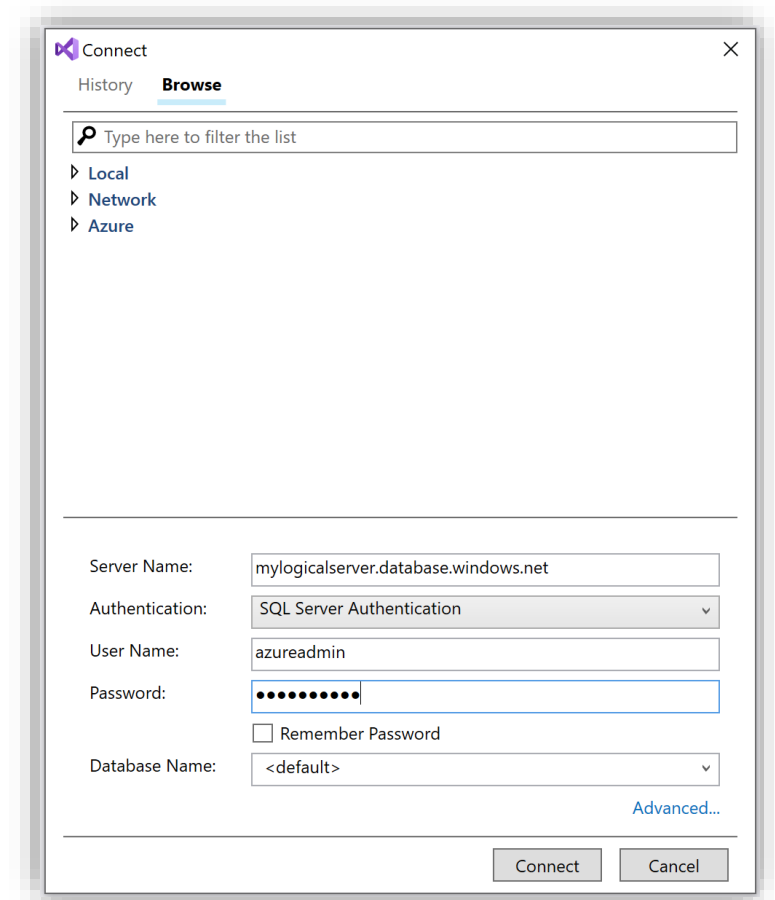 Connect
History Browse
Type here to filter the list
Local
Network
Azure
Server Name: mylogicalserver.database.windows.net
Authentication: SQL Server Authentication
User Name: azureadmin
Password: ●●●●●●●●●●
Remember Password
Database Name: <default>
Advanced...
Connect Cancel